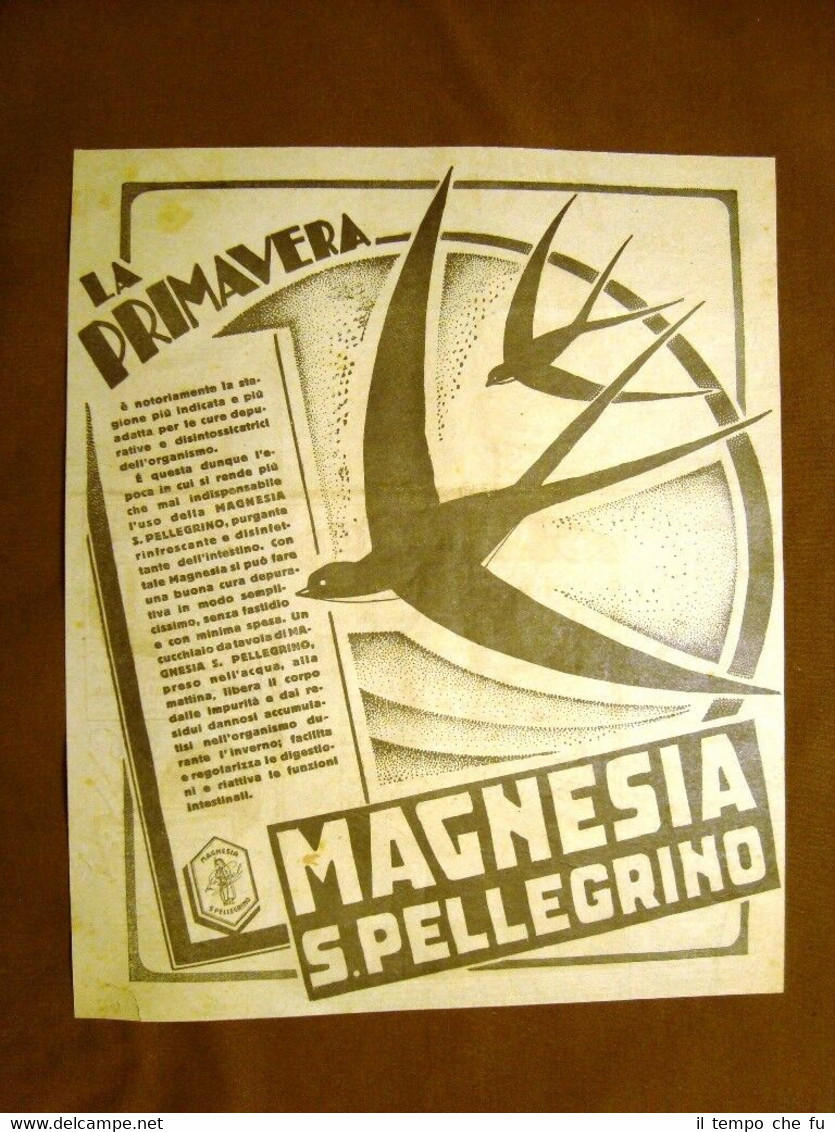 LA
PRIMAVERA
è notoriamente la sta-
gione più indicata e più
adatta per le cure depu-
rative e disintossicatrici
dell'organismo.
È questa dunque l'e-
poca in cui si rende più
che mai indispensabile
l'uso della MAGNESIA
S. PELLEGRINO, purgante
rinfrescante e disinfet-
tante dell'intestino. Con
tale Magnesia si può fare
una buona cura depura-
tiva in modo sempli-
cissimo, senza fastidio
e con minima spesa. Un
cucchiaio da tavola di MA-
GNESIA S. PELLEGRINO,
preso nell'acqua, alla
mattina, libera il corpo
dalle impurità e dai re-
sidui dannosi accumula-
tisi nell'organismo du-
rante l'inverno; facilita
e regolarizza le digestio-
ni e riattiva le funzioni
intestinali.
MAGNESIA
S. PELLEGRINO
MAGNESIA
S.PELLEGRINO
www.maremagnum.com
il tempo che fu